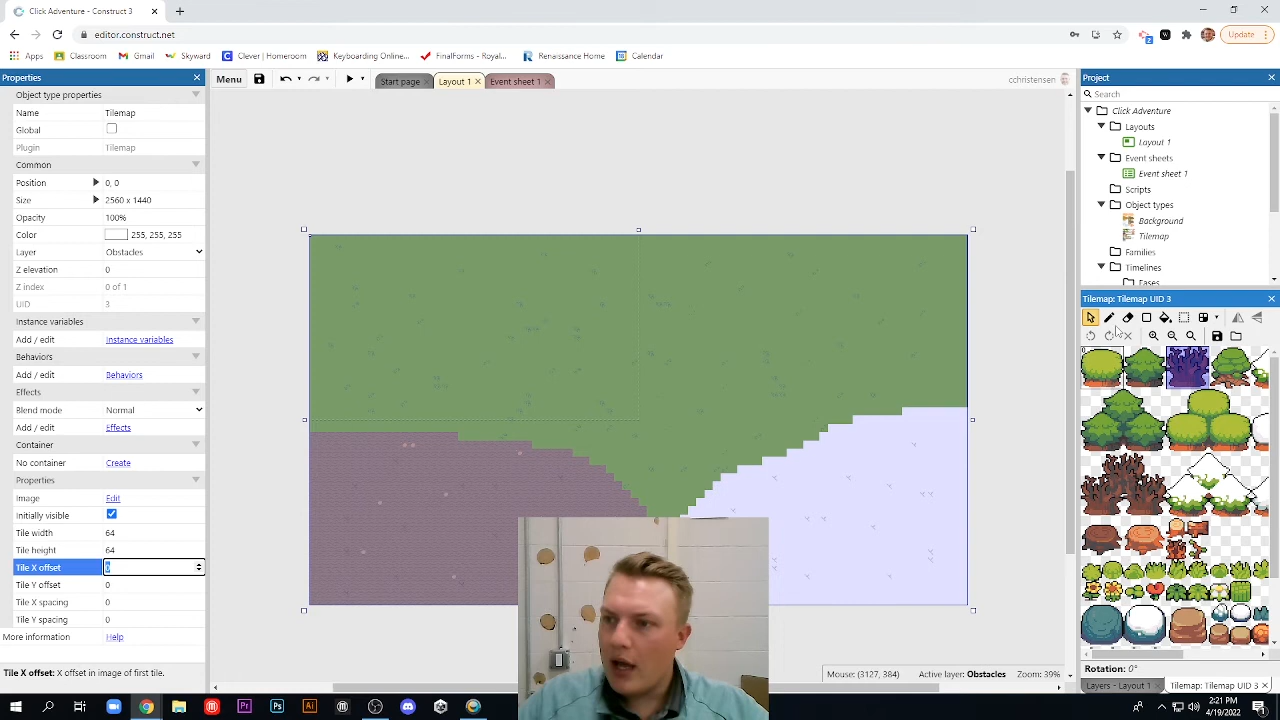 Click Adventure - Construct 3
editor.construct.net
Update
Apps
Classroom
Gmail
Skyward
Clever | Homeroom
Keyboarding Online...
FinalForms - Royal...
Renaissance Home
Calendar
Properties
Menu
Start page
Layout 1
Event sheet 1
cchristensen
Project
Object type properties
Search
Name Tilemap
Global
Plugin Tilemap
Common
Position 0, 0
Size 2560 x 1440
Opacity 100%
Color 255, 255, 255
Layer Obstacles
Z elevation 0
Z index 0 of 1
UID 3
Instance variables
Add / edit Instance variables
Behaviors
Add / edit Behaviors
Effects
Blend mode Normal
Add / edit Effects
Container
No container Create
Properties
Image Edit
Initially visible
Tile width 64
Tile height 64
Tile X offset
Tile Y offset 0
Tile X spacing 0
Tile Y spacing 0
More information Help
Tile X offset: X offset in image of first tile.
Click Adventure
Layouts
Layout 1
Event sheets
Event sheet 1
Scripts
Object types
Background
Tilemap
Families
Timelines
Eases
Tilemap: Tilemap UID 3
Rotation: 0°
Mouse: (3127, 384)
Active layer: Obstacles
Zoom: 39%
Layers - Layout 1
Tilemap: Tilemap UID 3
2:21 PM
4/19/2022